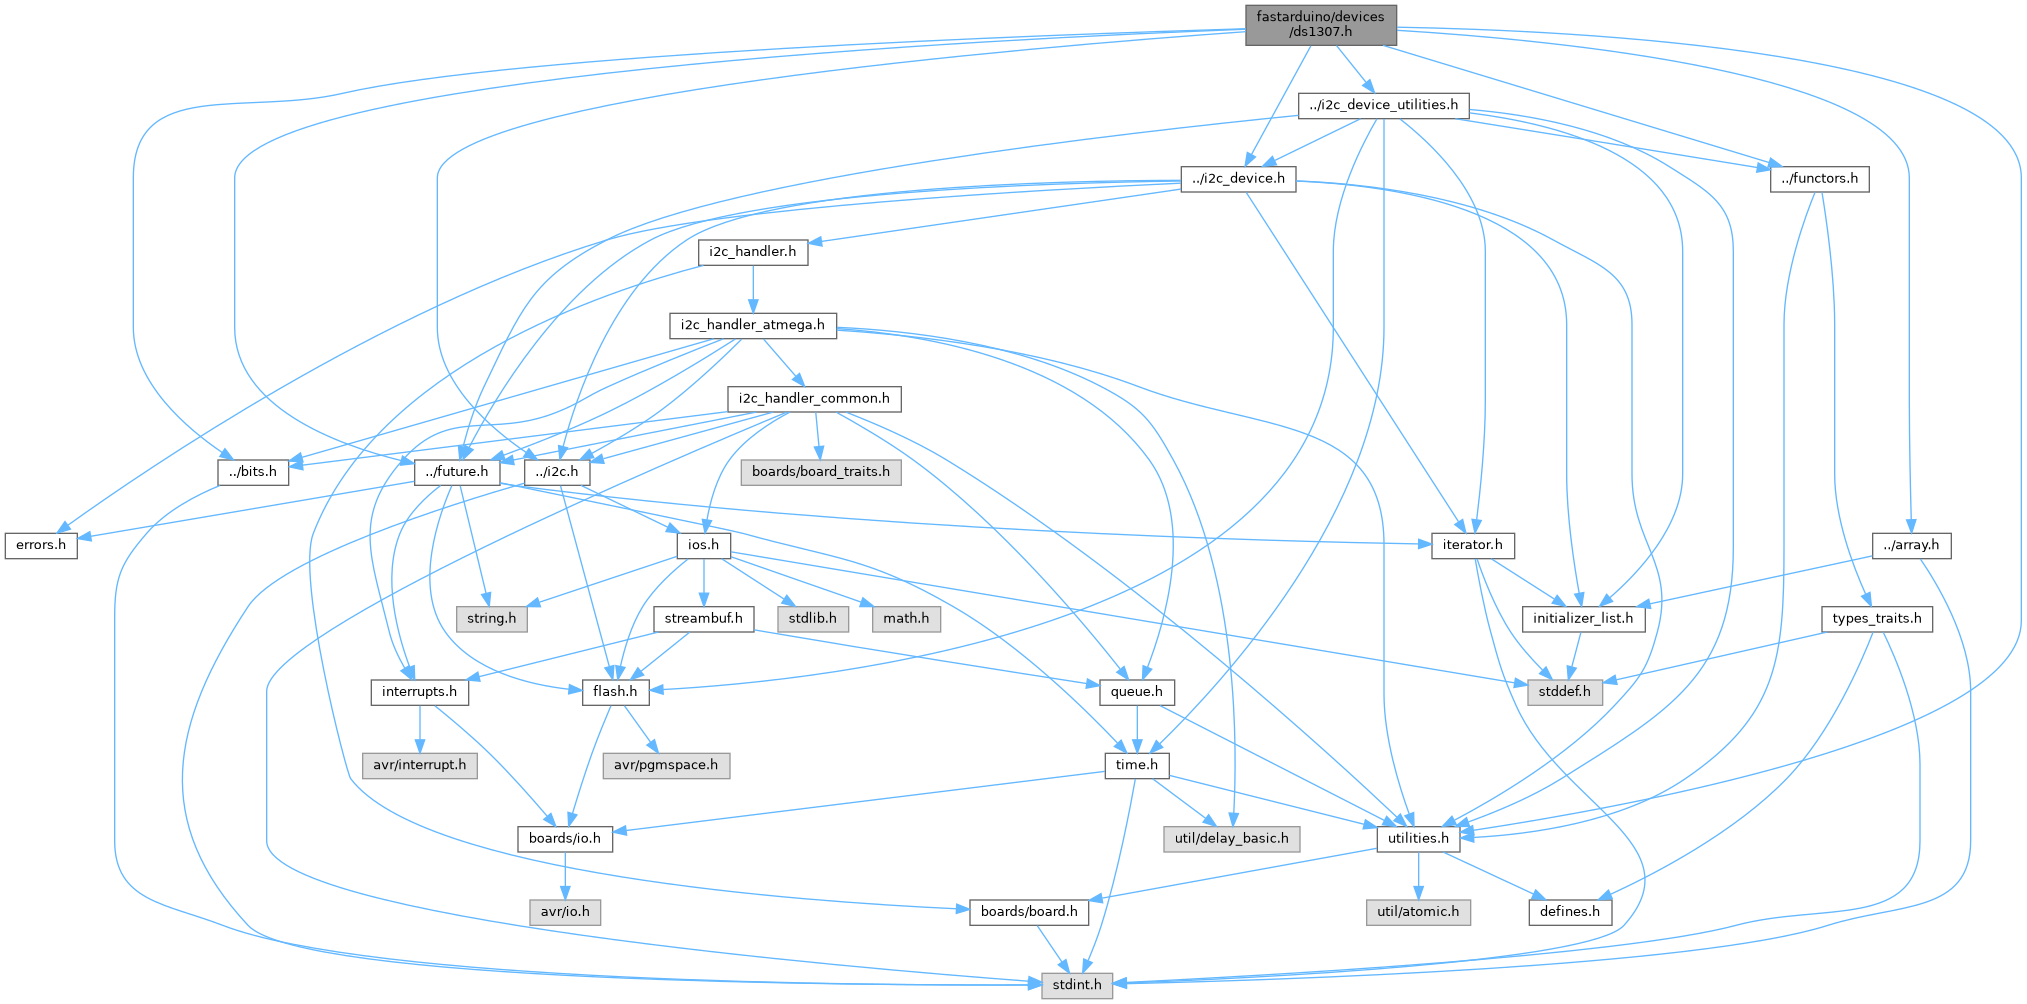 fastarduino/devices
/ds1307.h
../i2c_device_utilities.h
../i2c_device.h
../functors.h
i2c_handler.h
i2c_handler_atmega.h
i2c_handler_common.h
../bits.h
../future.h
../i2c.h
boards/board_traits.h
errors.h
ios.h
iterator.h
../array.h
string.h
streambuf.h
stdlib.h
math.h
initializer_list.h
types_traits.h
interrupts.h
flash.h
queue.h
stddef.h
avr/interrupt.h
avr/pgmspace.h
time.h
boards/io.h
util/delay_basic.h
utilities.h
avr/io.h
boards/board.h
util/atomic.h
defines.h
stdint.h